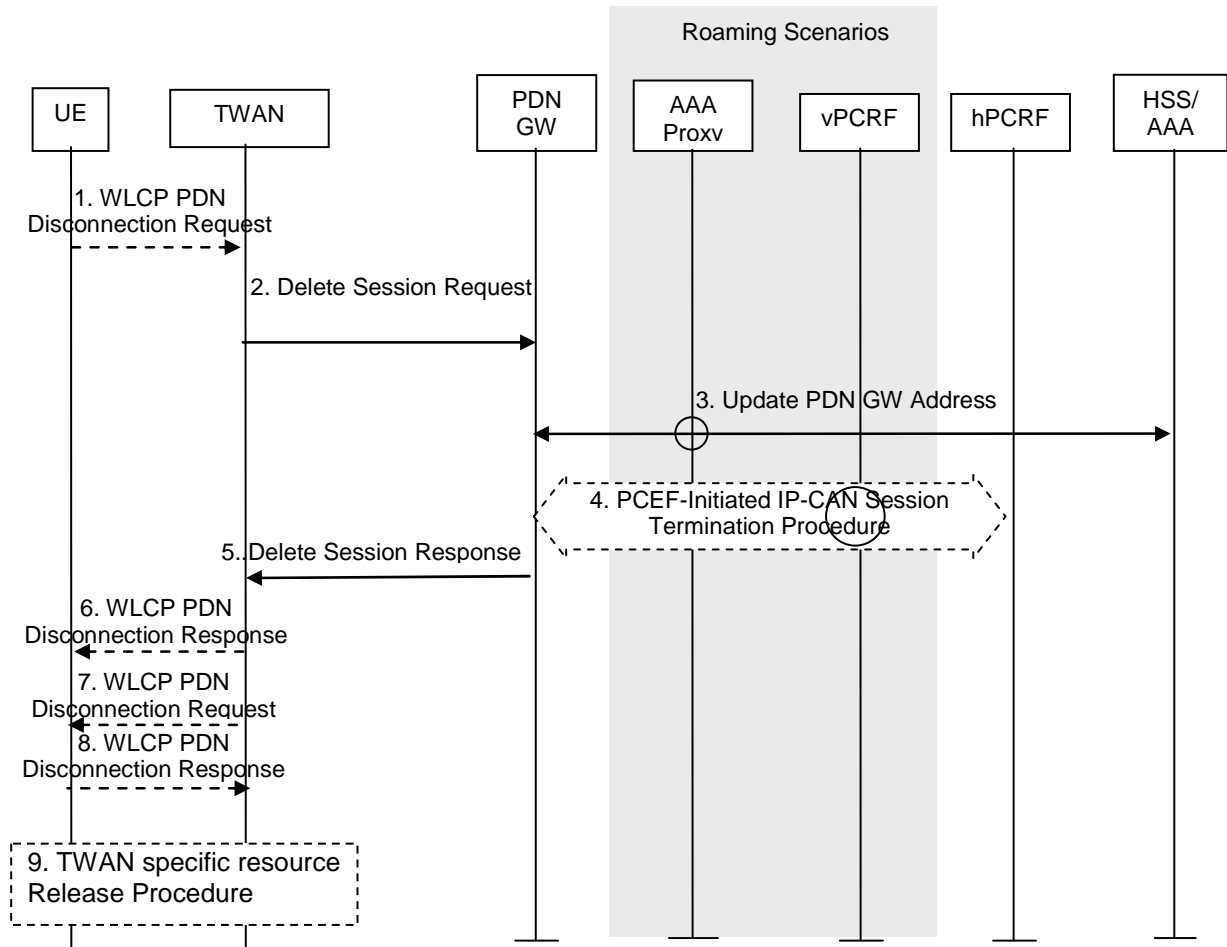 Roaming Scenarios
UE
TWAN
PDN
GW
AAA
Proxy
vPCRF
hPCRF
HSS/
AAA
1. WLCP PDN
Disconnection Request
2. Delete Session Request
3. Update PDN GW Address
4. PCEF-Initiated IP-CAN Session
Termination Procedure
5..Delete Session Response
6. WLCP PDN
Disconnection Response
7. WLCP PDN
Disconnection Request
8. WLCP PDN
Disconnection Response
9. TWAN specific resource
Release Procedure